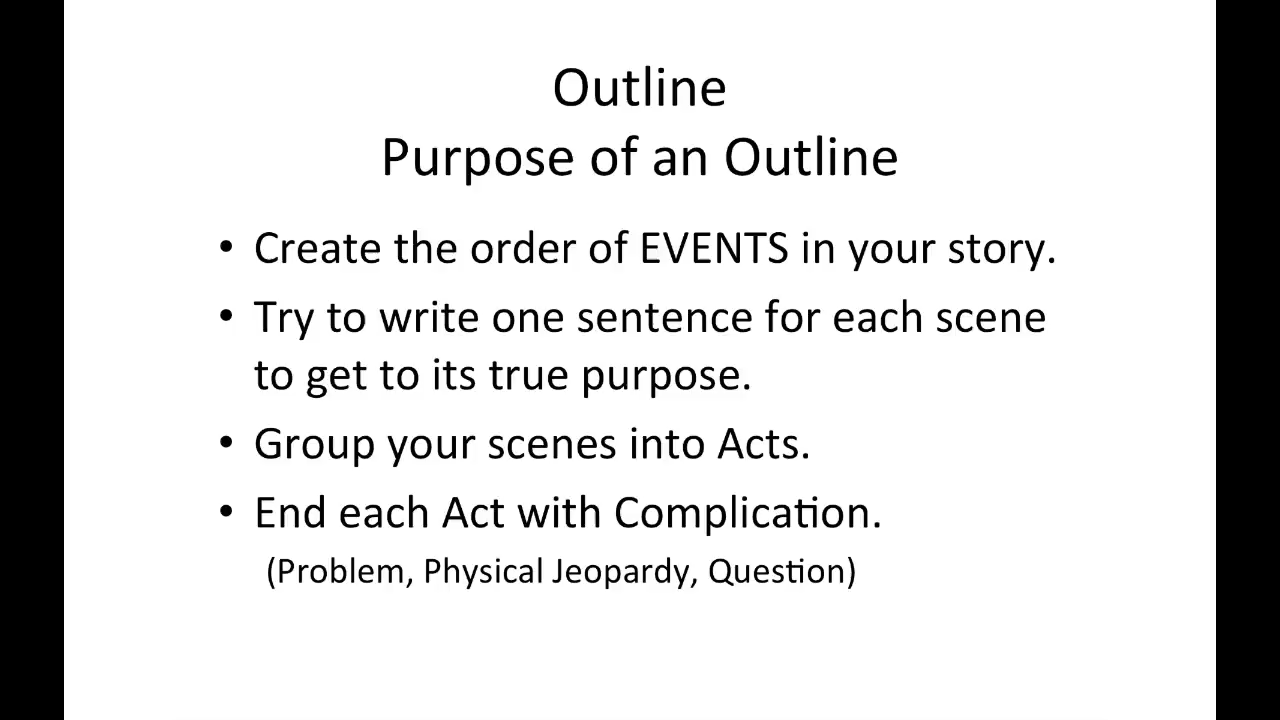 Outline
Purpose of an Outline
• Create the order of EVENTS in your story.
• Try to write one sentence for each scene
to get to its true purpose.
• Group your scenes into Acts.
• End each Act with Complication.
(Problem, Physical Jeopardy, Question)